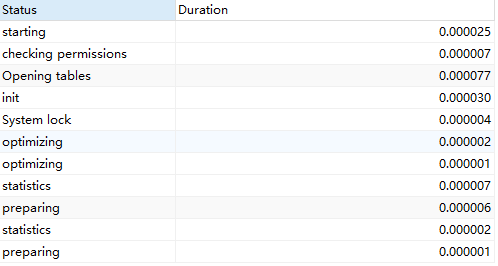 Status Duration
starting 0.000025
checking permissions 0.000007
Opening tables 0.000077
init 0.000030
System lock 0.000004
optimizing 0.000002
optimizing 0.000001
statistics 0.000007
preparing 0.000006
statistics 0.000002
preparing 0.000001